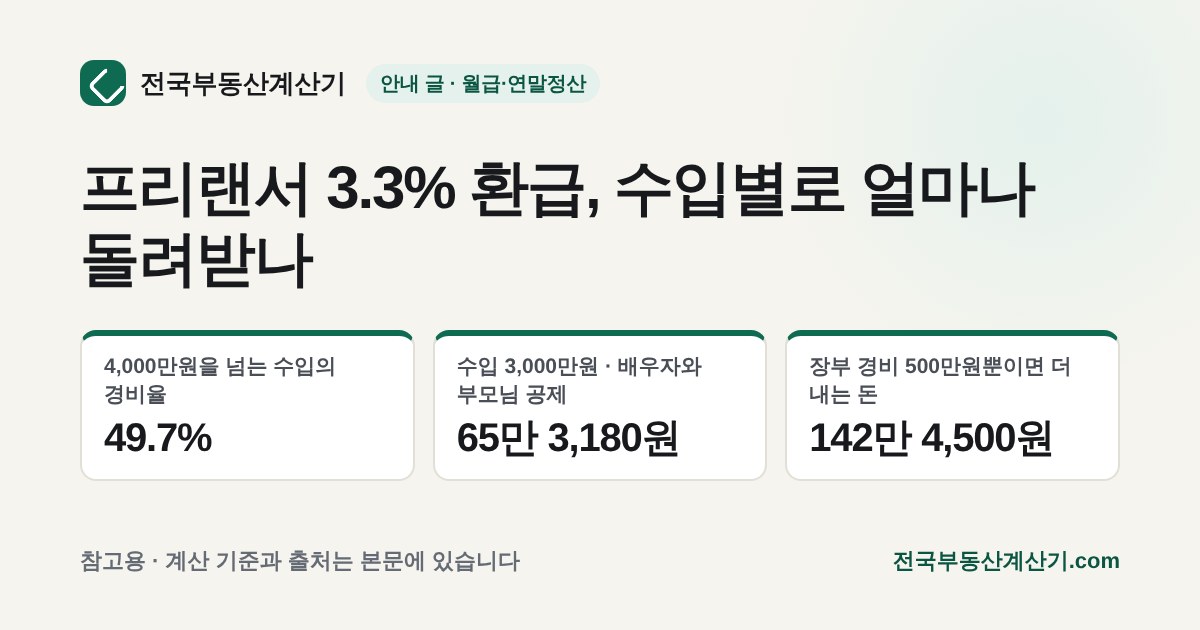 전국부동산계산기
안내 글 · 월급·연말정산
프리랜서 3.3% 환급, 수입별로 얼마나
돌려받나
4,000만원을 넘는 수입의
경비율
49.7%
수입 3,000만원 · 배우자와
부모님 공제
65만 3,180원
장부 경비 500만원뿐이면 더
내는 돈
142만 4,500원
참고용 · 계산 기준과 출처는 본문에 있습니다
전국부동산계산기.com